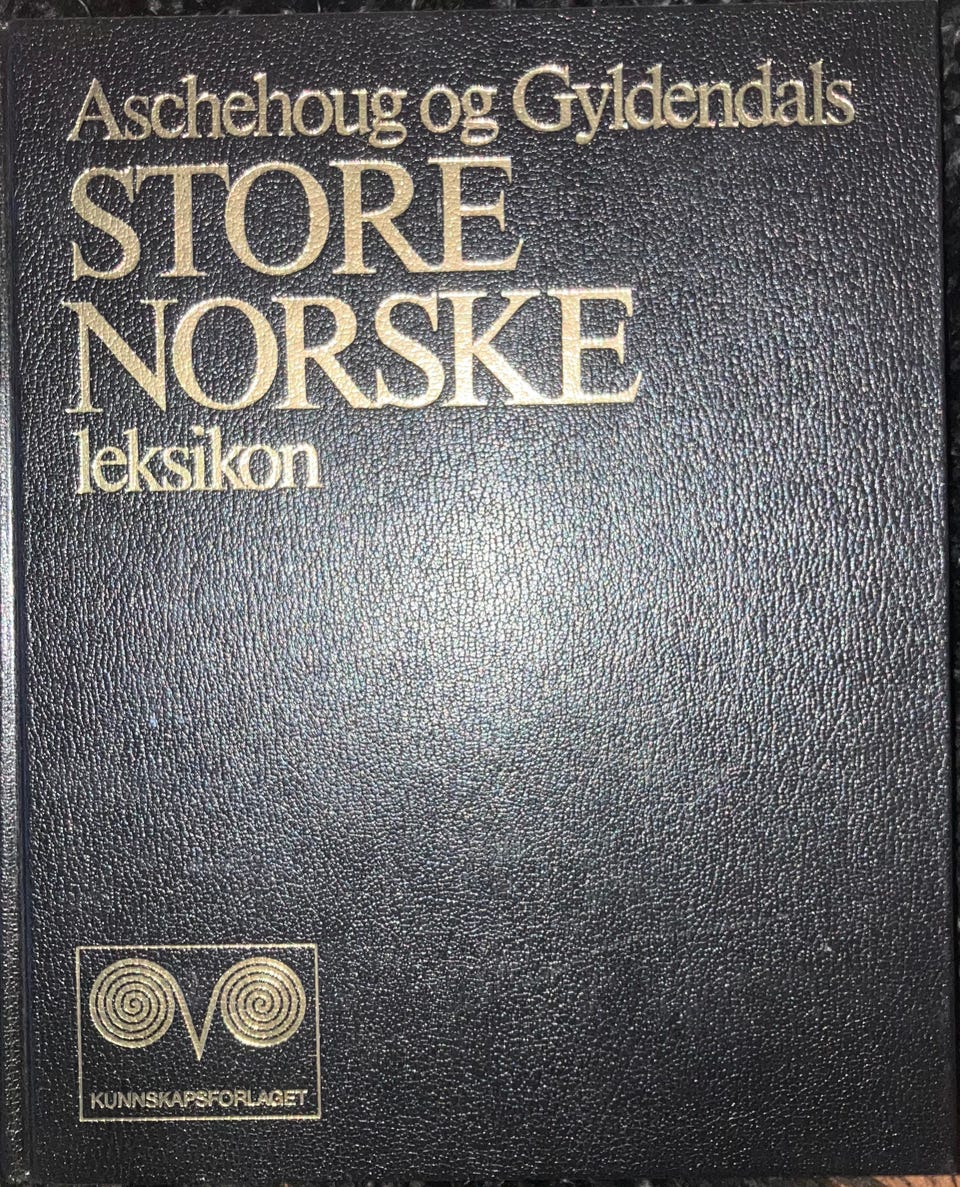 Aschehoug og Gyldendals
STORE
NORSKE
leksikon
KUNNSKAPSFORLAGET